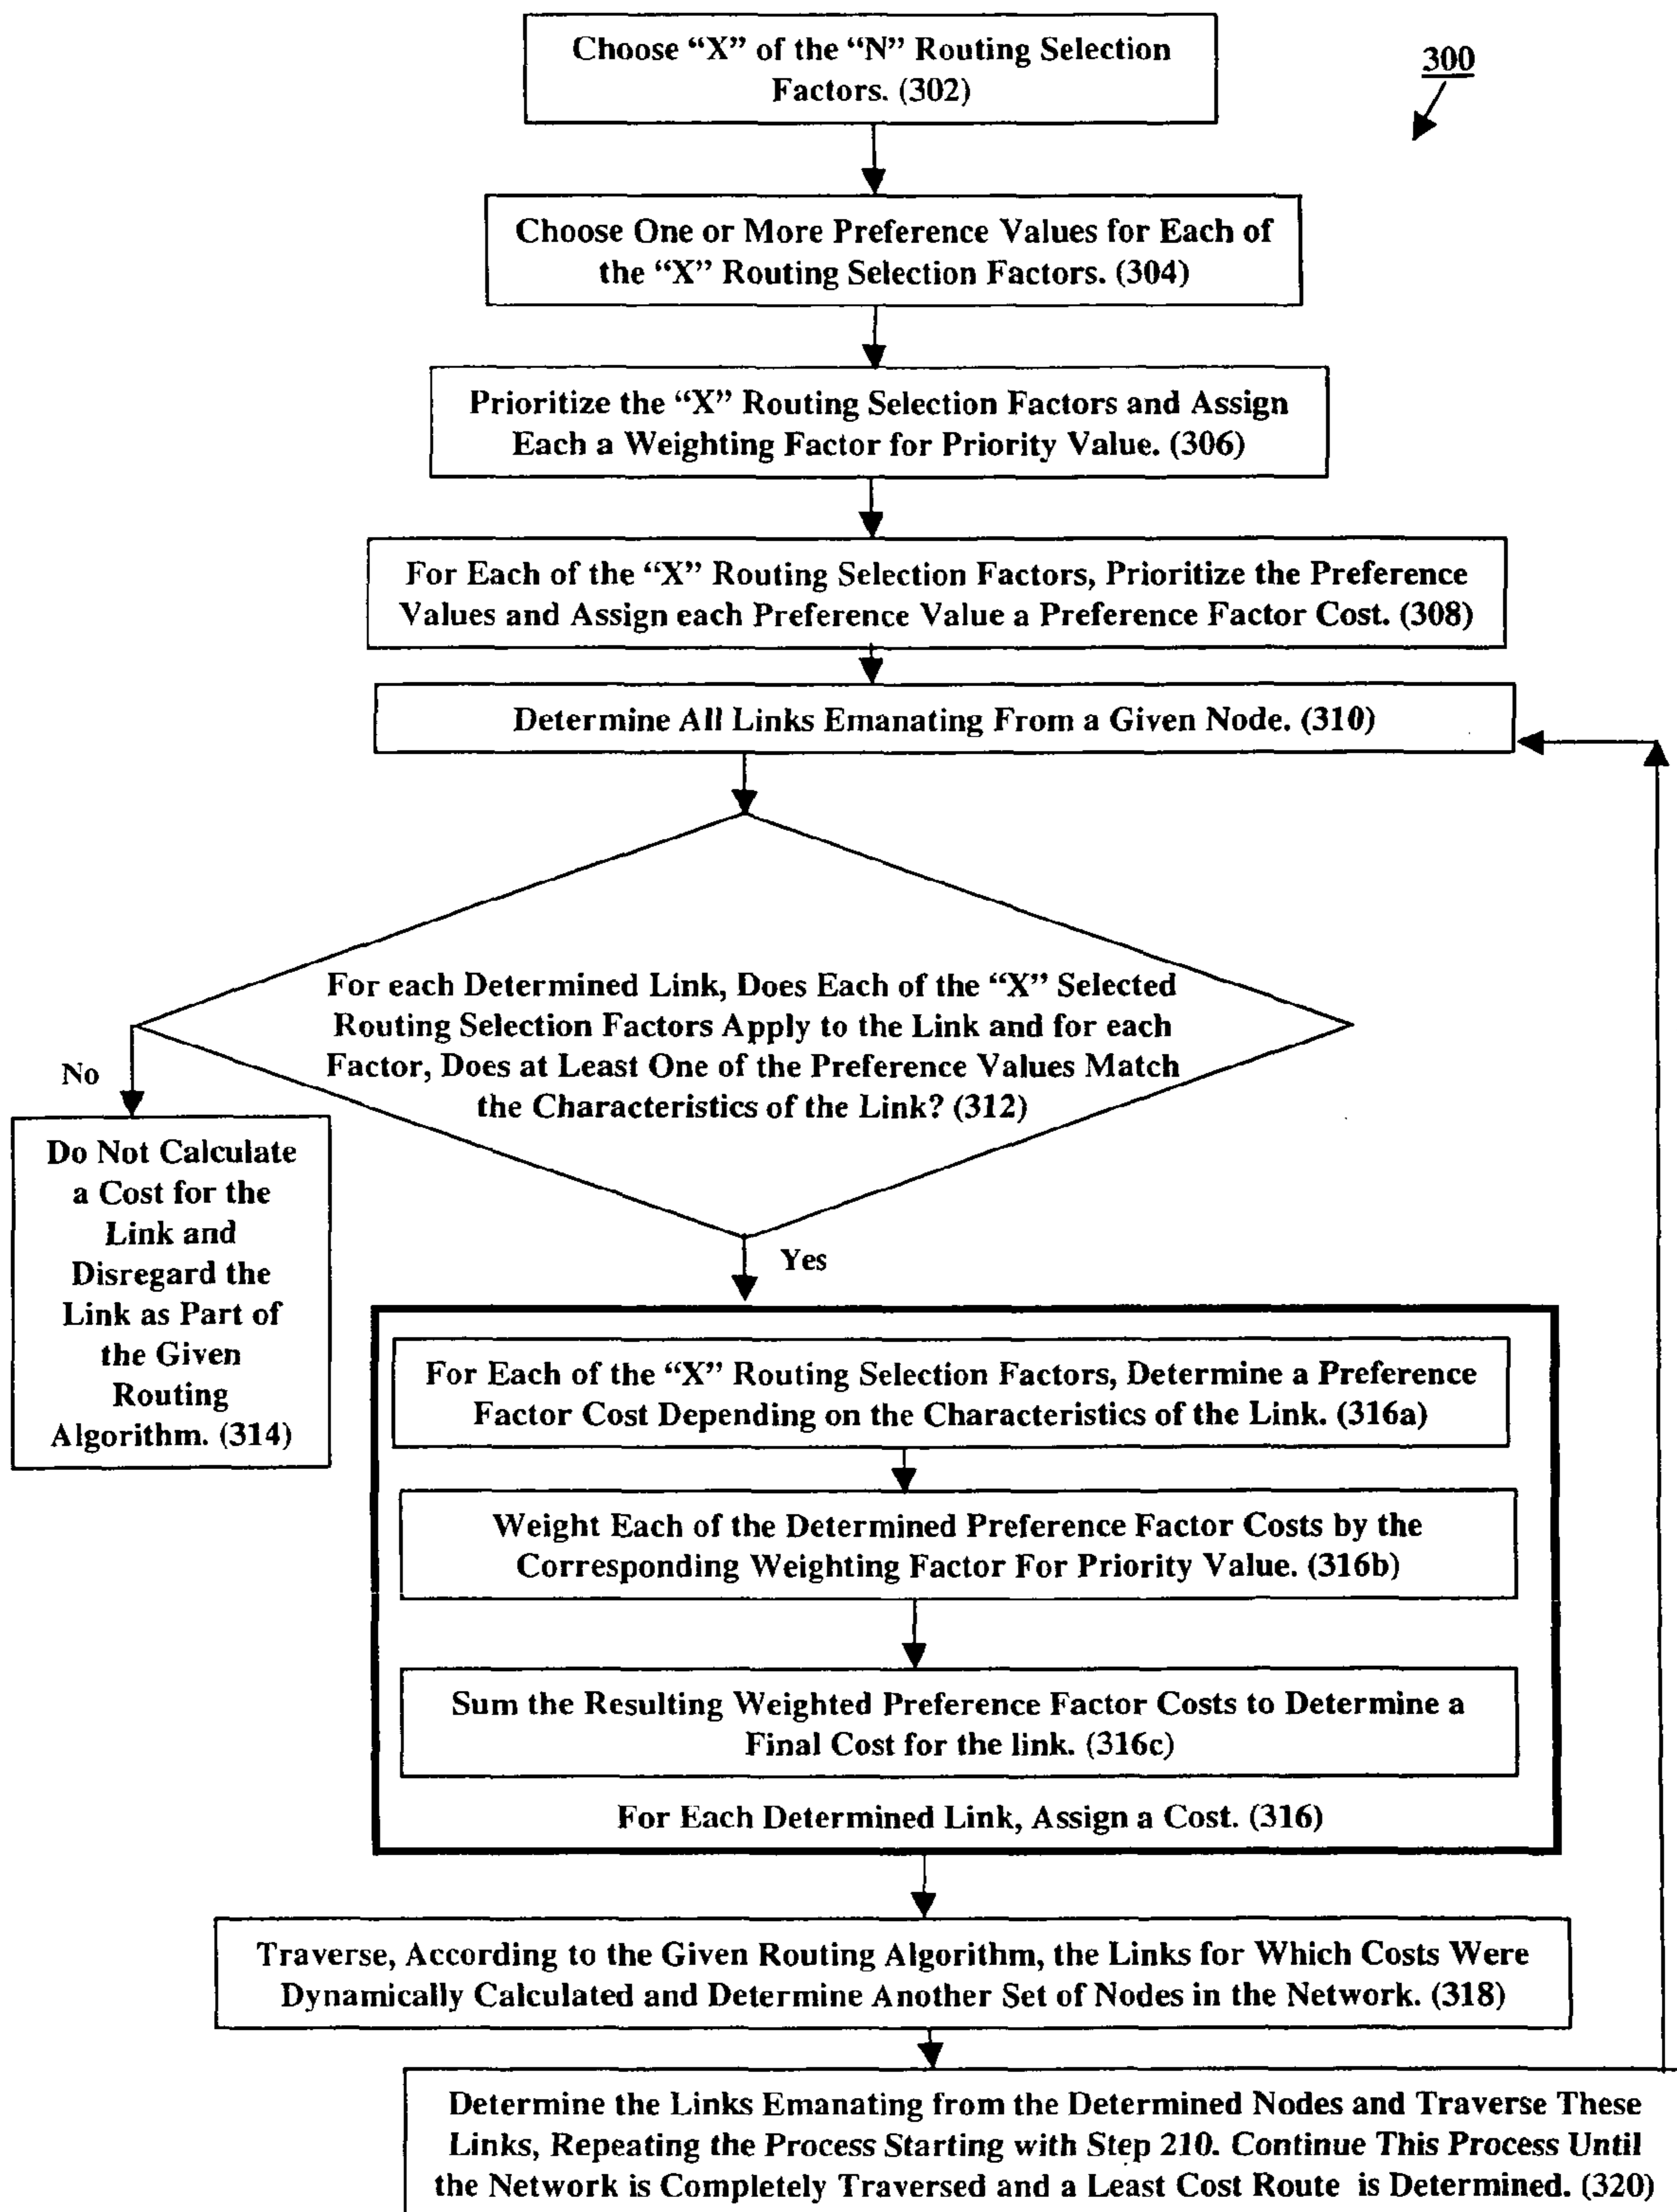 Choose “X” of the “N” Routing Selection
Factors. (302)
300
Choose One or More Preference Values for Each of
the “X” Routing Selection Factors. (304)
Prioritize the “X” Routing Selection Factors and Assign
Each a Weighting Factor for Priority Value. (306)
For Each of the “X” Routing Selection Factors, Prioritize the Preference
Values and Assign each Preference Value a Preference Factor Cost. (308)
Determine All Links Emanating From a Given Node. (310)
For each Determined Link, Does Each of the “X” Selected
Routing Selection Factors Apply to the Link and for each
Factor, Does at Least One of the Preference Values Match
the Characteristics of the Link? (312)
No
Do Not Calculate
a Cost for the
Link and
Disregard the
Link as Part of
the Given
Routing
Algorithm. (314)
Yes
For Each of the “X” Routing Selection Factors, Determine a Preference
Factor Cost Depending on the Characteristics of the Link. (316a)
Weight Each of the Determined Preference Factor Costs by the
Corresponding Weighting Factor For Priority Value. (316b)
Sum the Resulting Weighted Preference Factor Costs to Determine a
Final Cost for the link. (316c)
For Each Determined Link, Assign a Cost. (316)
Traverse, According to the Given Routing Algorithm, the Links for Which Costs Were
Dynamically Calculated and Determine Another Set of Nodes in the Network. (318)
Determine the Links Emanating from the Determined Nodes and Traverse These
Links, Repeating the Process Starting with Step 210. Continue This Process Until
the Network is Completely Traversed and a Least Cost Route is Determined. (320)